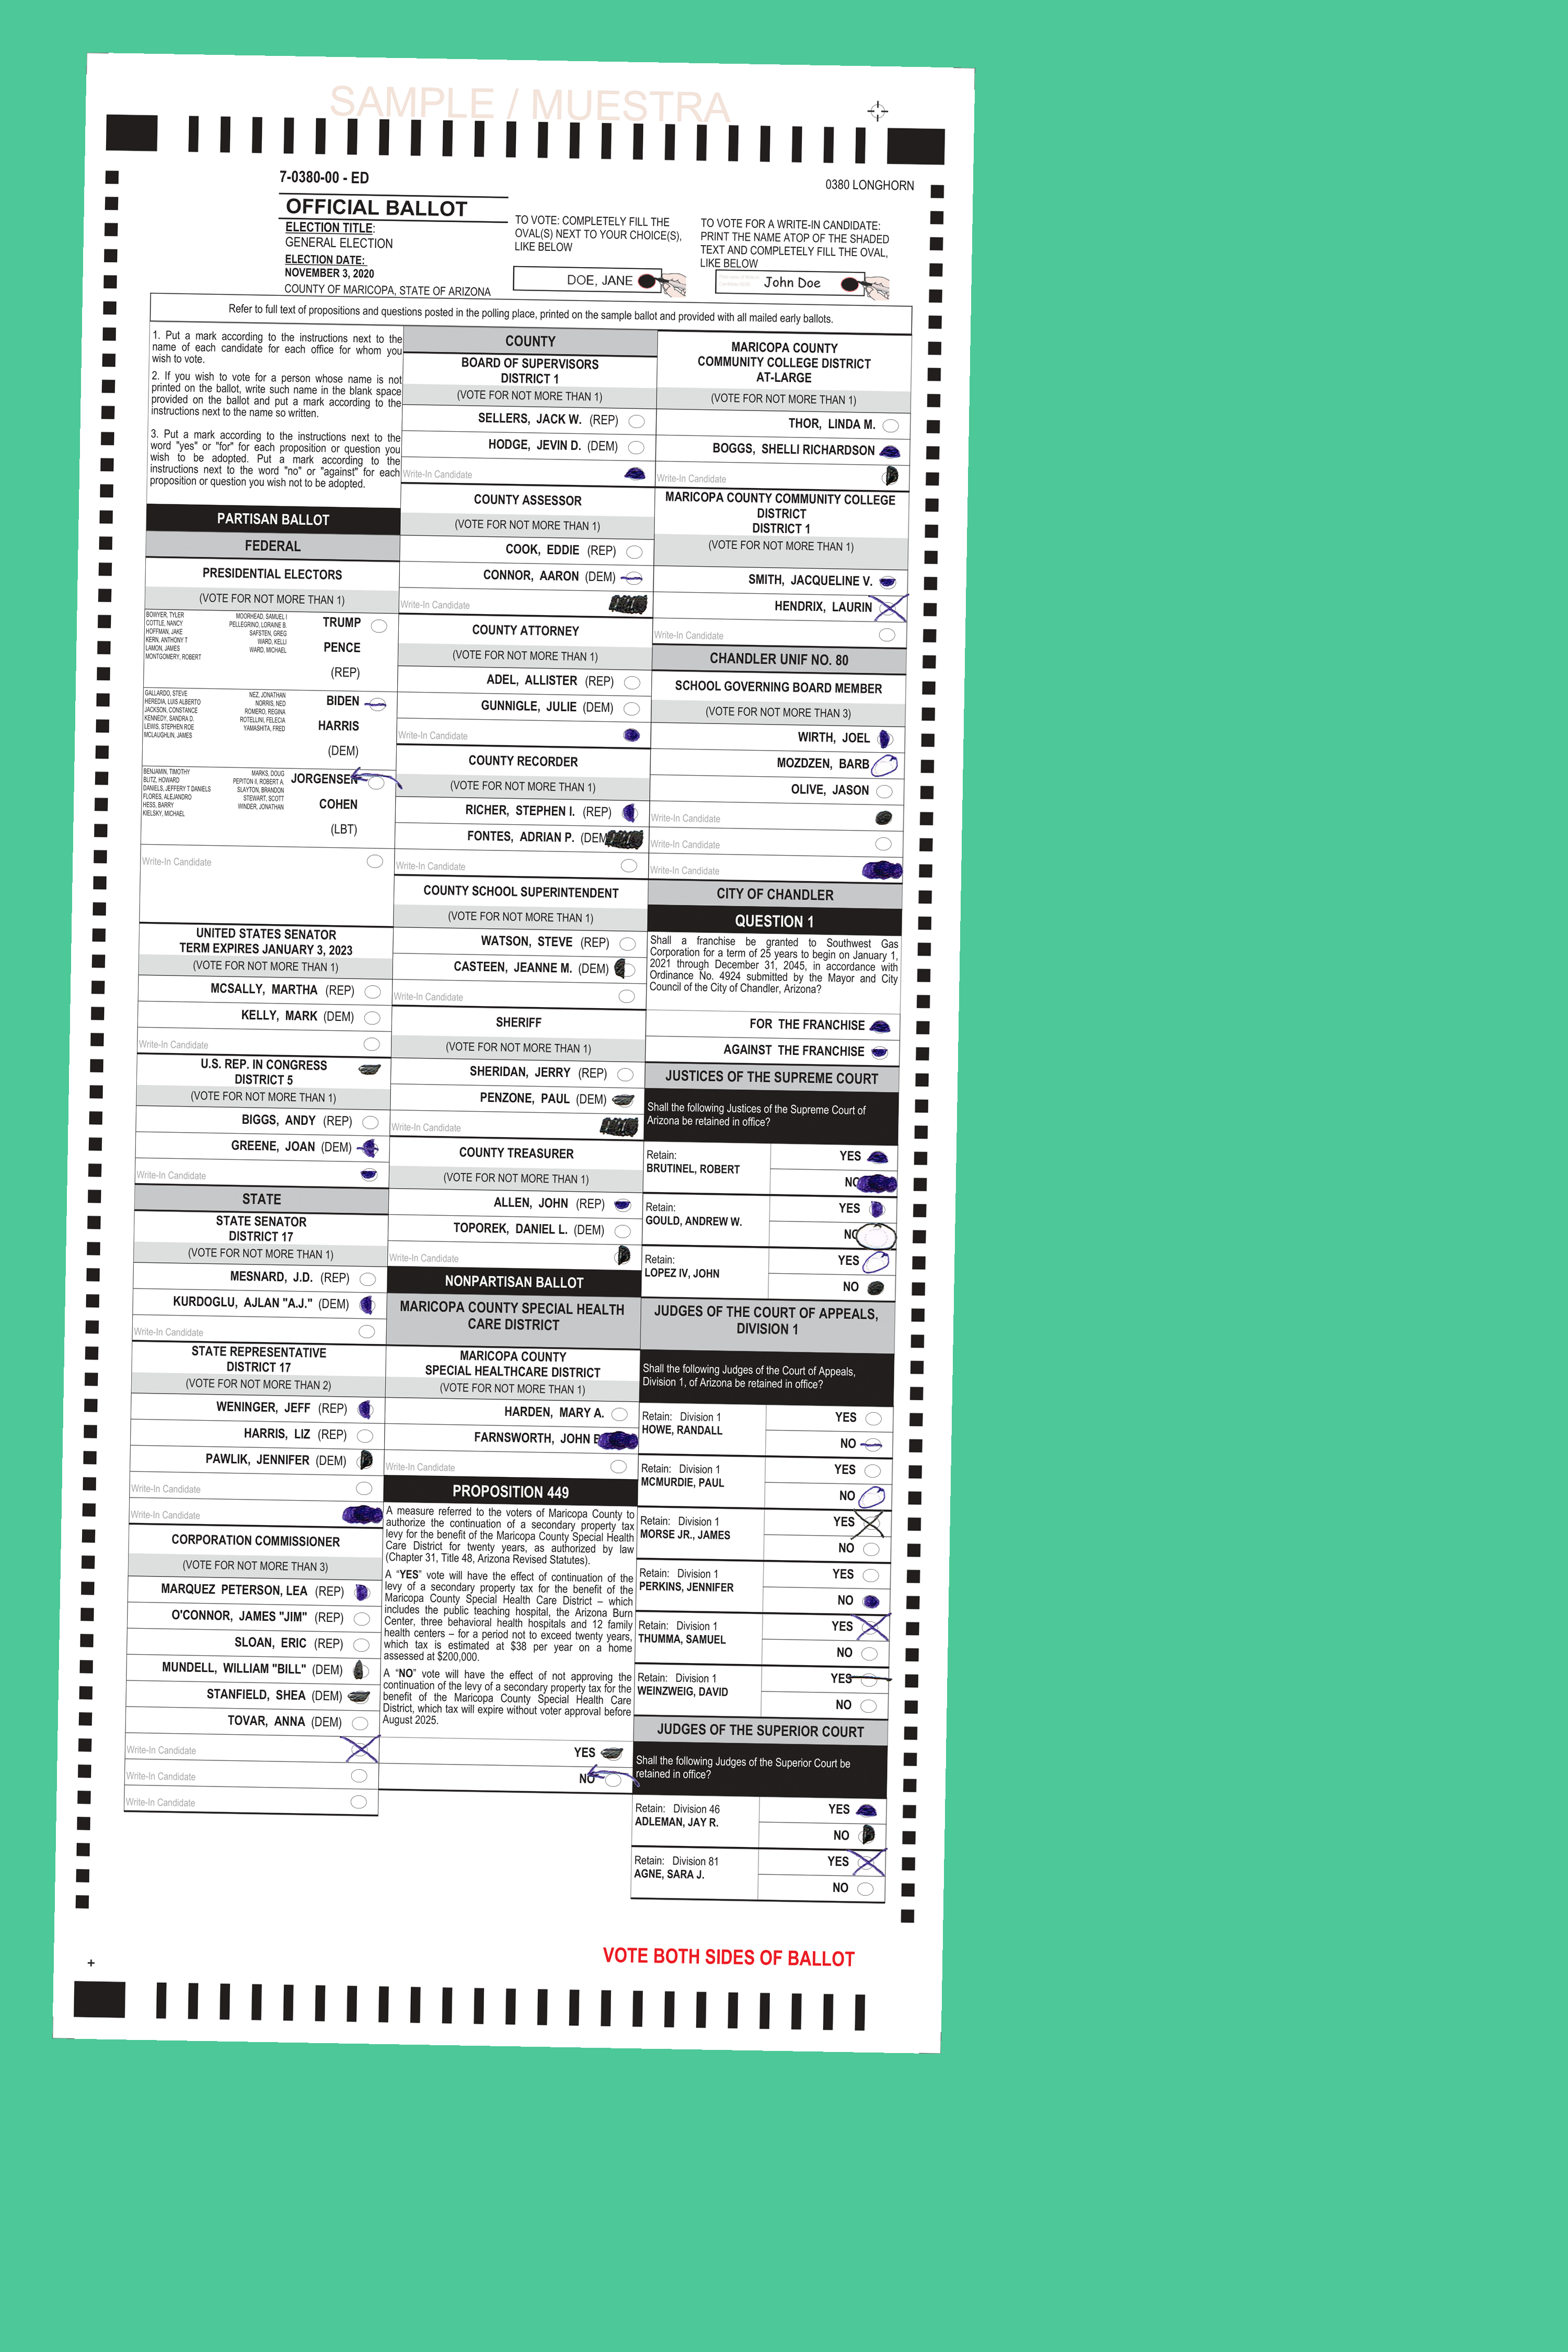 SAMPLE / MUESTRA
7-0380-00 - ED
0380 LONGHORN
OFFICIAL BALLOT
ELECTION TITLE:
GENERAL ELECTION
ELECTION DATE:
NOVEMBER 3, 2020
COUNTY OF MARICOPA, STATE OF ARIZONA
TO VOTE: COMPLETELY FILL THE
OVAL(S) NEXT TO YOUR CHOICE(S),
LIKE BELOW
DOE, JANE
TO VOTE FOR A WRITE-IN CANDIDATE:
PRINT THE NAME ATOP OF THE SHADED
TEXT AND COMPLETELY FILL THE OVAL,
LIKE BELOW
John Doe
Refer to full text of propositions and questions posted in the polling place, printed on the sample ballot and provided with all mailed early ballots.
1. Put a mark according to the instructions next to the
name of each candidate for each office for whom you
wish to vote.
2. If you wish to vote for a person whose name is not
printed on the ballot, write such name in the blank space
provided on the ballot and put a mark according to the
instructions next to the name so written.
3. Put a mark according to the instructions next to the
word "yes" or "for" for each proposition or question you
wish to be adopted. Put a mark according to the
instructions next to the word "no" or "against" for each
proposition or question you wish not to be adopted.
PARTISAN BALLOT
FEDERAL
PRESIDENTIAL ELECTORS
(VOTE FOR NOT MORE THAN 1)
BOWYER, TYLER
COTTLE, NANCY
HOFFMAN, JAKE
KERN, ANTHONY T
LAMON, JAMES
MONTGOMERY, ROBERT
MOORHEAD, SAMUEL I
PELLEGRINO, LORAINE B.
SAFSTEN, GREG
WARD, KELLI
WARD, MICHAEL
TRUMP
PENCE
(REP)
GALLARDO, STEVE
HEREDIA, LUIS ALBERTO
JACKSON, CONSTANCE
KENNEDY, SANDRA D.
LEWIS, STEPHEN ROE
MCLAUGHLIN, JAMES
NEZ, JONATHAN
NORRIS, NED
ROMERO, REGINA
ROTELLINI, FELECIA
YAMASHITA, FRED
BIDEN
HARRIS
(DEM)
BENJAMIN, TIMOTHY
BLITZ, HOWARD
DANIELS, JEFFERY T DANIELS
FLORES, ALEJANDRO
HESS, BARRY
KIELSKY, MICHAEL
MARKS, DOUG
PEPITON II, ROBERT A.
SLAYTON, BRANDON
STEWART, SCOTT
WINDER, JONATHAN
JORGENSEN
COHEN
(LBT)
Write-In Candidate
UNITED STATES SENATOR
TERM EXPIRES JANUARY 3, 2023
(VOTE FOR NOT MORE THAN 1)
MCSALLY, MARTHA (REP)
KELLY, MARK (DEM)
Write-In Candidate
U.S. REP. IN CONGRESS
DISTRICT 5
(VOTE FOR NOT MORE THAN 1)
BIGGS, ANDY (REP)
GREENE, JOAN (DEM)
Write-In Candidate
STATE
STATE SENATOR
DISTRICT 17
(VOTE FOR NOT MORE THAN 1)
MESNARD, J.D. (REP)
KURDOGLU, AJLAN "A.J." (DEM)
Write-In Candidate
STATE REPRESENTATIVE
DISTRICT 17
(VOTE FOR NOT MORE THAN 2)
WENINGER, JEFF (REP)
HARRIS, LIZ (REP)
PAWLIK, JENNIFER (DEM)
Write-In Candidate
Write-In Candidate
CORPORATION COMMISSIONER
(VOTE FOR NOT MORE THAN 3)
MARQUEZ PETERSON, LEA (REP)
O'CONNOR, JAMES "JIM" (REP)
SLOAN, ERIC (REP)
MUNDELL, WILLIAM "BILL" (DEM)
STANFIELD, SHEA (DEM)
TOVAR, ANNA (DEM)
Write-In Candidate
Write-In Candidate
Write-In Candidate
COUNTY
BOARD OF SUPERVISORS
DISTRICT 1
(VOTE FOR NOT MORE THAN 1)
SELLERS, JACK W. (REP)
HODGE, JEVIN D. (DEM)
Write-In Candidate
COUNTY ASSESSOR
(VOTE FOR NOT MORE THAN 1)
COOK, EDDIE (REP)
CONNOR, AARON (DEM)
Write-In Candidate
COUNTY ATTORNEY
(VOTE FOR NOT MORE THAN 1)
ADEL, ALLISTER (REP)
GUNNIGLE, JULIE (DEM)
Write-In Candidate
COUNTY RECORDER
(VOTE FOR NOT MORE THAN 1)
RICHER, STEPHEN I. (REP)
FONTES, ADRIAN P. (DEM
Write-In Candidate
COUNTY SCHOOL SUPERINTENDENT
(VOTE FOR NOT MORE THAN 1)
WATSON, STEVE (REP)
CASTEEN, JEANNE M. (DEM)
Write-In Candidate
SHERIFF
(VOTE FOR NOT MORE THAN 1)
SHERIDAN, JERRY (REP)
PENZONE, PAUL (DEM)
Write-In Candidate
COUNTY TREASURER
(VOTE FOR NOT MORE THAN 1)
ALLEN, JOHN (REP)
TOPOREK, DANIEL L. (DEM)
Write-In Candidate
NONPARTISAN BALLOT
MARICOPA COUNTY SPECIAL HEALTH
CARE DISTRICT
MARICOPA COUNTY
SPECIAL HEALTHCARE DISTRICT
(VOTE FOR NOT MORE THAN 1)
HARDEN, MARY A.
FARNSWORTH, JOHN B
Write-In Candidate
PROPOSITION 449
A measure referred to the voters of Maricopa County to
authorize the continuation of a secondary property tax
levy for the benefit of the Maricopa County Special Health
Care District for twenty years, as authorized by law
(Chapter 31, Title 48, Arizona Revised Statutes).
A “YES” vote will have the effect of continuation of the
levy of a secondary property tax for the benefit of the
Maricopa County Special Health Care District – which
includes the public teaching hospital, the Arizona Burn
Center, three behavioral health hospitals and 12 family
health centers – for a period not to exceed twenty years,
which tax is estimated at $38 per year on a home
assessed at $200,000.
A “NO” vote will have the effect of not approving the
continuation of the levy of a secondary property tax for the
benefit of the Maricopa County Special Health Care
District, which tax will expire without voter approval before
August 2025.
YES
NO
MARICOPA COUNTY
COMMUNITY COLLEGE DISTRICT
AT-LARGE
(VOTE FOR NOT MORE THAN 1)
THOR, LINDA M.
BOGGS, SHELLI RICHARDSON
Write-In Candidate
MARICOPA COUNTY COMMUNITY COLLEGE
DISTRICT
DISTRICT 1
(VOTE FOR NOT MORE THAN 1)
SMITH, JACQUELINE V.
HENDRIX, LAURIN
Write-In Candidate
CHANDLER UNIF NO. 80
SCHOOL GOVERNING BOARD MEMBER
(VOTE FOR NOT MORE THAN 3)
WIRTH, JOEL
MOZDZEN, BARB
OLIVE, JASON
Write-In Candidate
Write-In Candidate
Write-In Candidate
CITY OF CHANDLER
QUESTION 1
Shall a franchise be granted to Southwest Gas
Corporation for a term of 25 years to begin on January 1,
2021 through December 31, 2045, in accordance with
Ordinance No. 4924 submitted by the Mayor and City
Council of the City of Chandler, Arizona?
FOR THE FRANCHISE
AGAINST THE FRANCHISE
JUSTICES OF THE SUPREME COURT
Shall the following Justices of the Supreme Court of
Arizona be retained in office?
Retain:
BRUTINEL, ROBERT
YES
NO
Retain:
GOULD, ANDREW W.
YES
NO
Retain:
LOPEZ IV, JOHN
YES
NO
JUDGES OF THE COURT OF APPEALS,
DIVISION 1
Shall the following Judges of the Court of Appeals,
Division 1, of Arizona be retained in office?
Retain: Division 1
HOWE, RANDALL
YES
NO
Retain: Division 1
MCMURDIE, PAUL
YES
NO
Retain: Division 1
MORSE JR., JAMES
YES
NO
Retain: Division 1
PERKINS, JENNIFER
YES
NO
Retain: Division 1
THUMMA, SAMUEL
YES
NO
Retain: Division 1
WEINZWEIG, DAVID
YES
NO
JUDGES OF THE SUPERIOR COURT
Shall the following Judges of the Superior Court be
retained in office?
Retain: Division 46
ADLEMAN, JAY R.
YES
NO
Retain: Division 81
AGNE, SARA J.
YES
NO
VOTE BOTH SIDES OF BALLOT